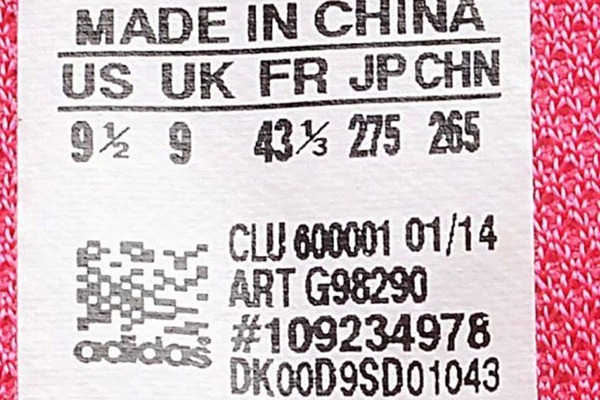 MADE IN CHINA
US UK FR JP CHN
9½ 9 43⅓ 275 265
CLU 600001 01/14
ART G98290
#109234978
DK00D9SD01043
adidas